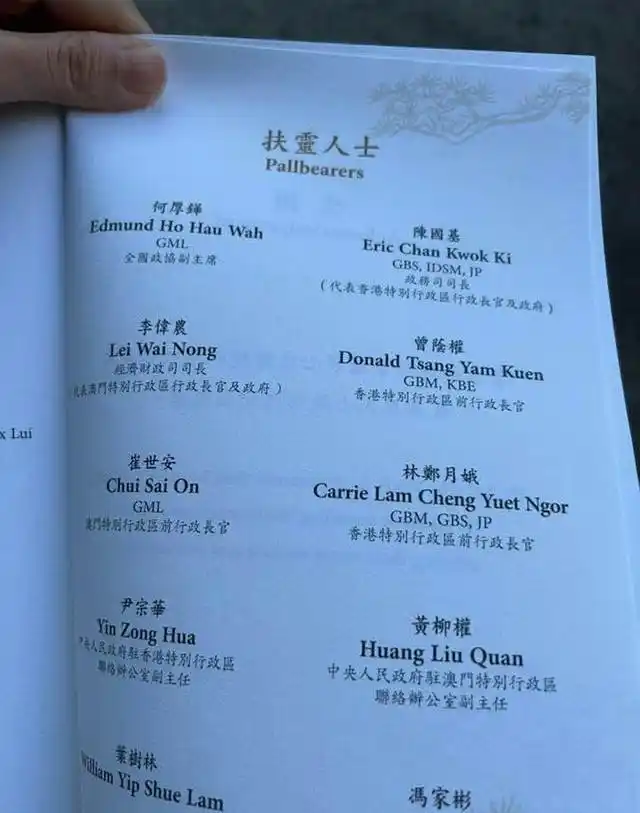 扶靈人士
Pallbearers
何厚鏵
Edmund Ho Hau Wah
GML
全國政協副主席
陳國基
Eric Chan Kwok Ki
GBS, IDSM, JP
政務司司長
(代表香港特別行政區行政長官及政府)
李偉農
Lei Wai Nong
經濟財政司司長
代表澳門特別行政區行政長官及政府)
曾蔭權
Donald Tsang Yam Kuen
GBM, KBE
香港特別行政區前行政長官
x Lui
崔世安
Chui Sai On
GML
澳門特別行政區前行政長官
林鄭月娥
Carrie Lam Cheng Yuet Ngor
GBM, GBS, JP
香港特別行政區前行政長官
尹宗華
Yin Zong Hua
中央人民政府駐香港特別行政區
聯絡辦公室副主任
黃柳權
Huang Liu Quan
中央人民政府駐澳門特別行政區
聯絡辦公室副主任
葉樹林
William Yip Shue Lam
馮家彬